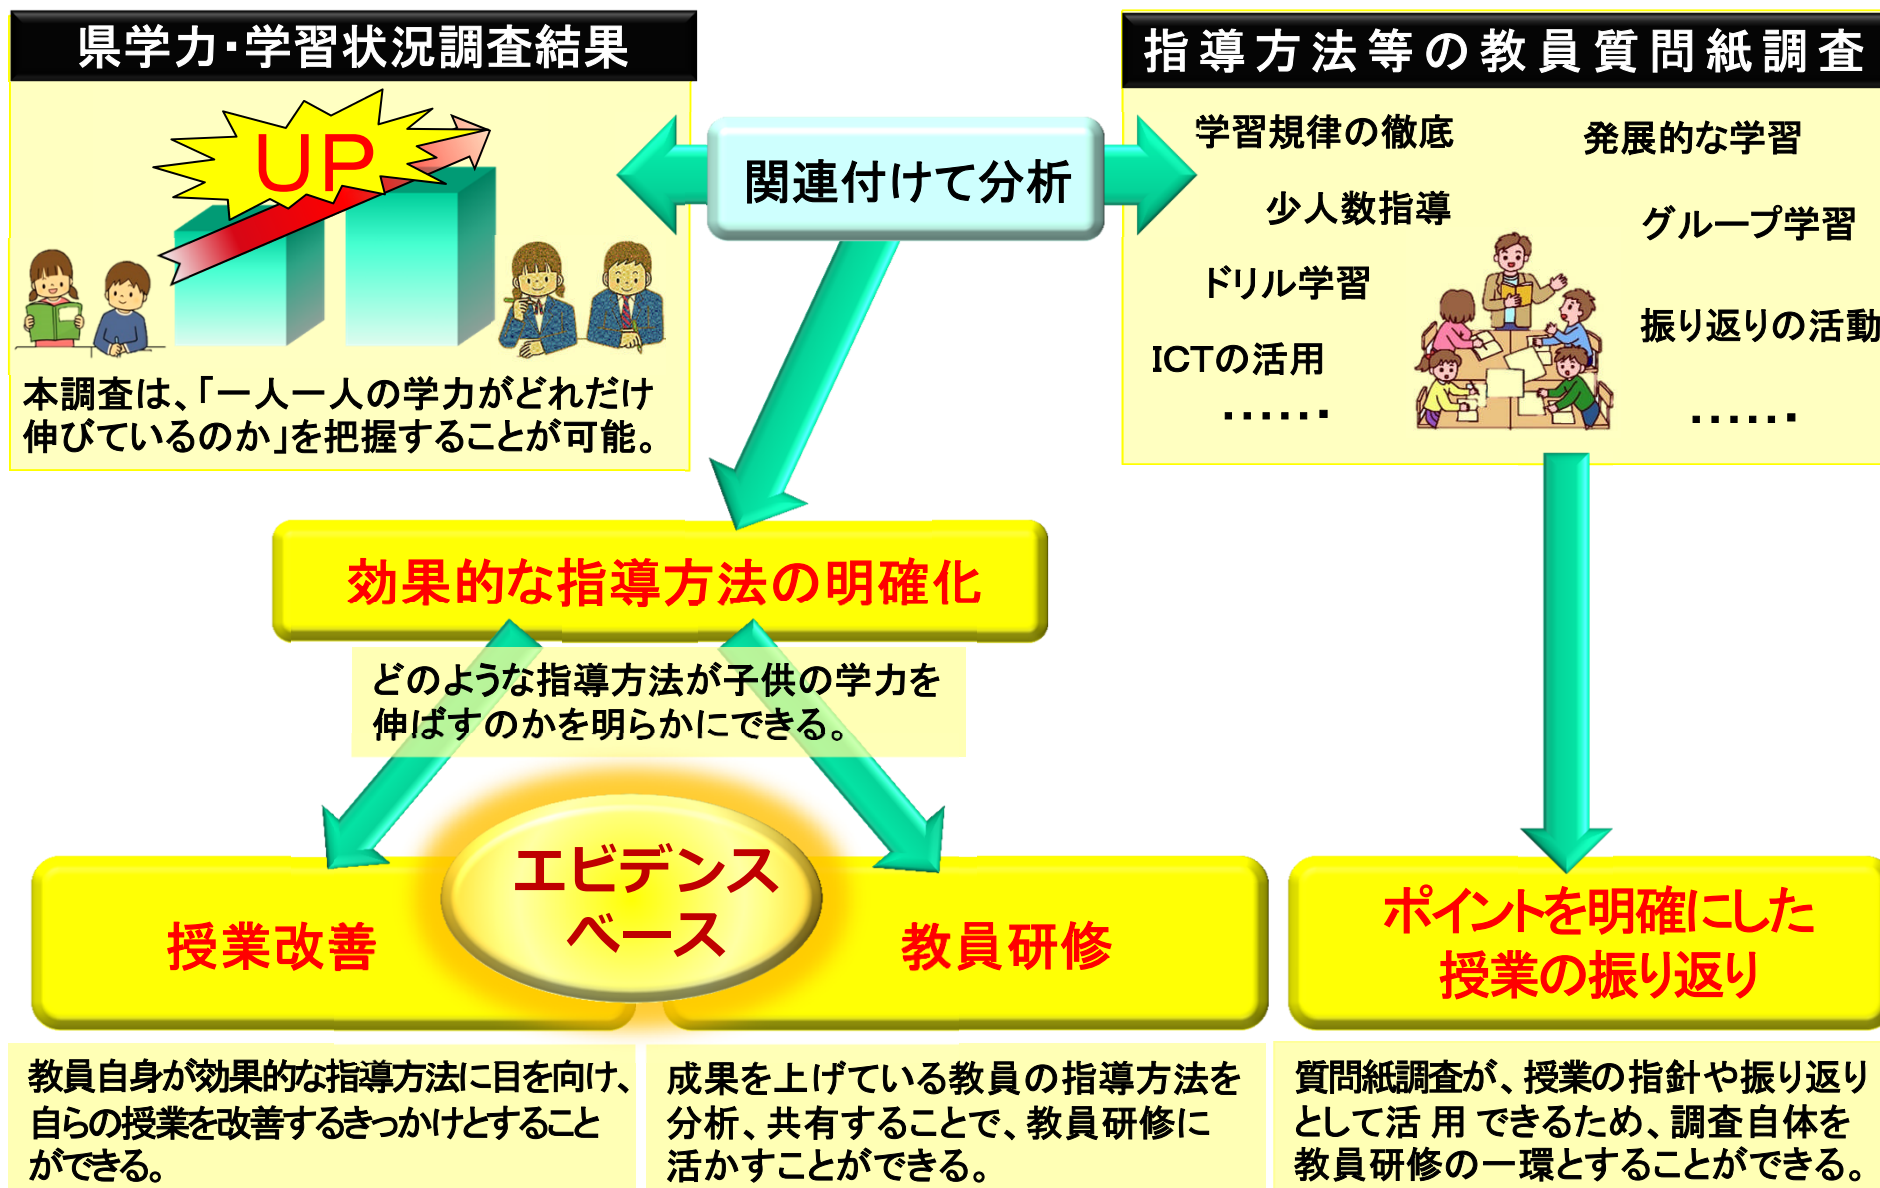 県学力・学習状況調査結果
UP
本調査は、「一人一人の学力がどれだけ
伸びているのか」を把握することが可能。
関連付けて分析
指導方法等の教員質問紙調査
学習規律の徹底
発展的な学習
少人数指導
グループ学習
ドリル学習
振り返りの活動
ICTの活用
・・・・・・
・・・・・・
効果的な指導方法の明確化
どのような指導方法が子供の学力を
伸ばすのかを明らかにできる。
エビデンス
ベース
授業改善
教員研修
ポイントを明確にした
授業の振り返り
教員自身が効果的な指導方法に目を向け、
自らの授業を改善するきっかけとすること
ができる。
成果を上げている教員の指導方法を
分析、共有することで、教員研修に
活かすことができる。
質問紙調査が、授業の指針や振り返り
として活 用 できるため、調査自体を
教員研修の一環とすることができる。